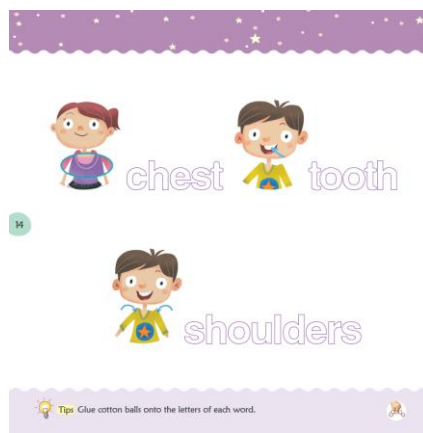 chest
tooth
14
shoulders
Tips Glue cotton balls onto the letters of each word.